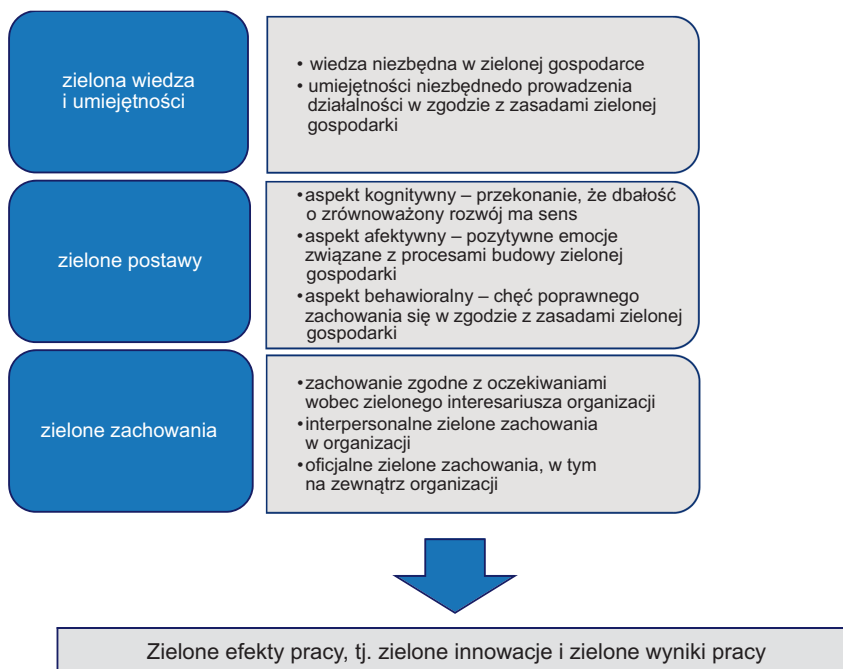 zielona wiedza
i umiejętności
• wiedza niezbędna w zielonej gospodarce
• umiejętności niezbędnedo prowadzenia
działalności w zgodzie z zasadami zielonej
gospodarki
zielone postawy
•aspekt kognitywny – przekonanie, że dbałość
o zrównoważony rozwój ma sens
•aspekt afektywny – pozytywne emocje
związane z procesami budowy zielonej
gospodarki
•aspekt behawioralny – chęć poprawnego
zachowania się w zgodzie z zasadami zielonej
gospodarki
zielone zachowania
•zachowanie zgodne z oczekiwaniami
wobec zielonego interesariusza organizacji
•interpersonalne zielone zachowania
w organizacji
•oficjalne zielone zachowania, w tym
na zewnątrz organizacji
Zielone efekty pracy, tj. zielone innowacje i zielone wyniki pracy